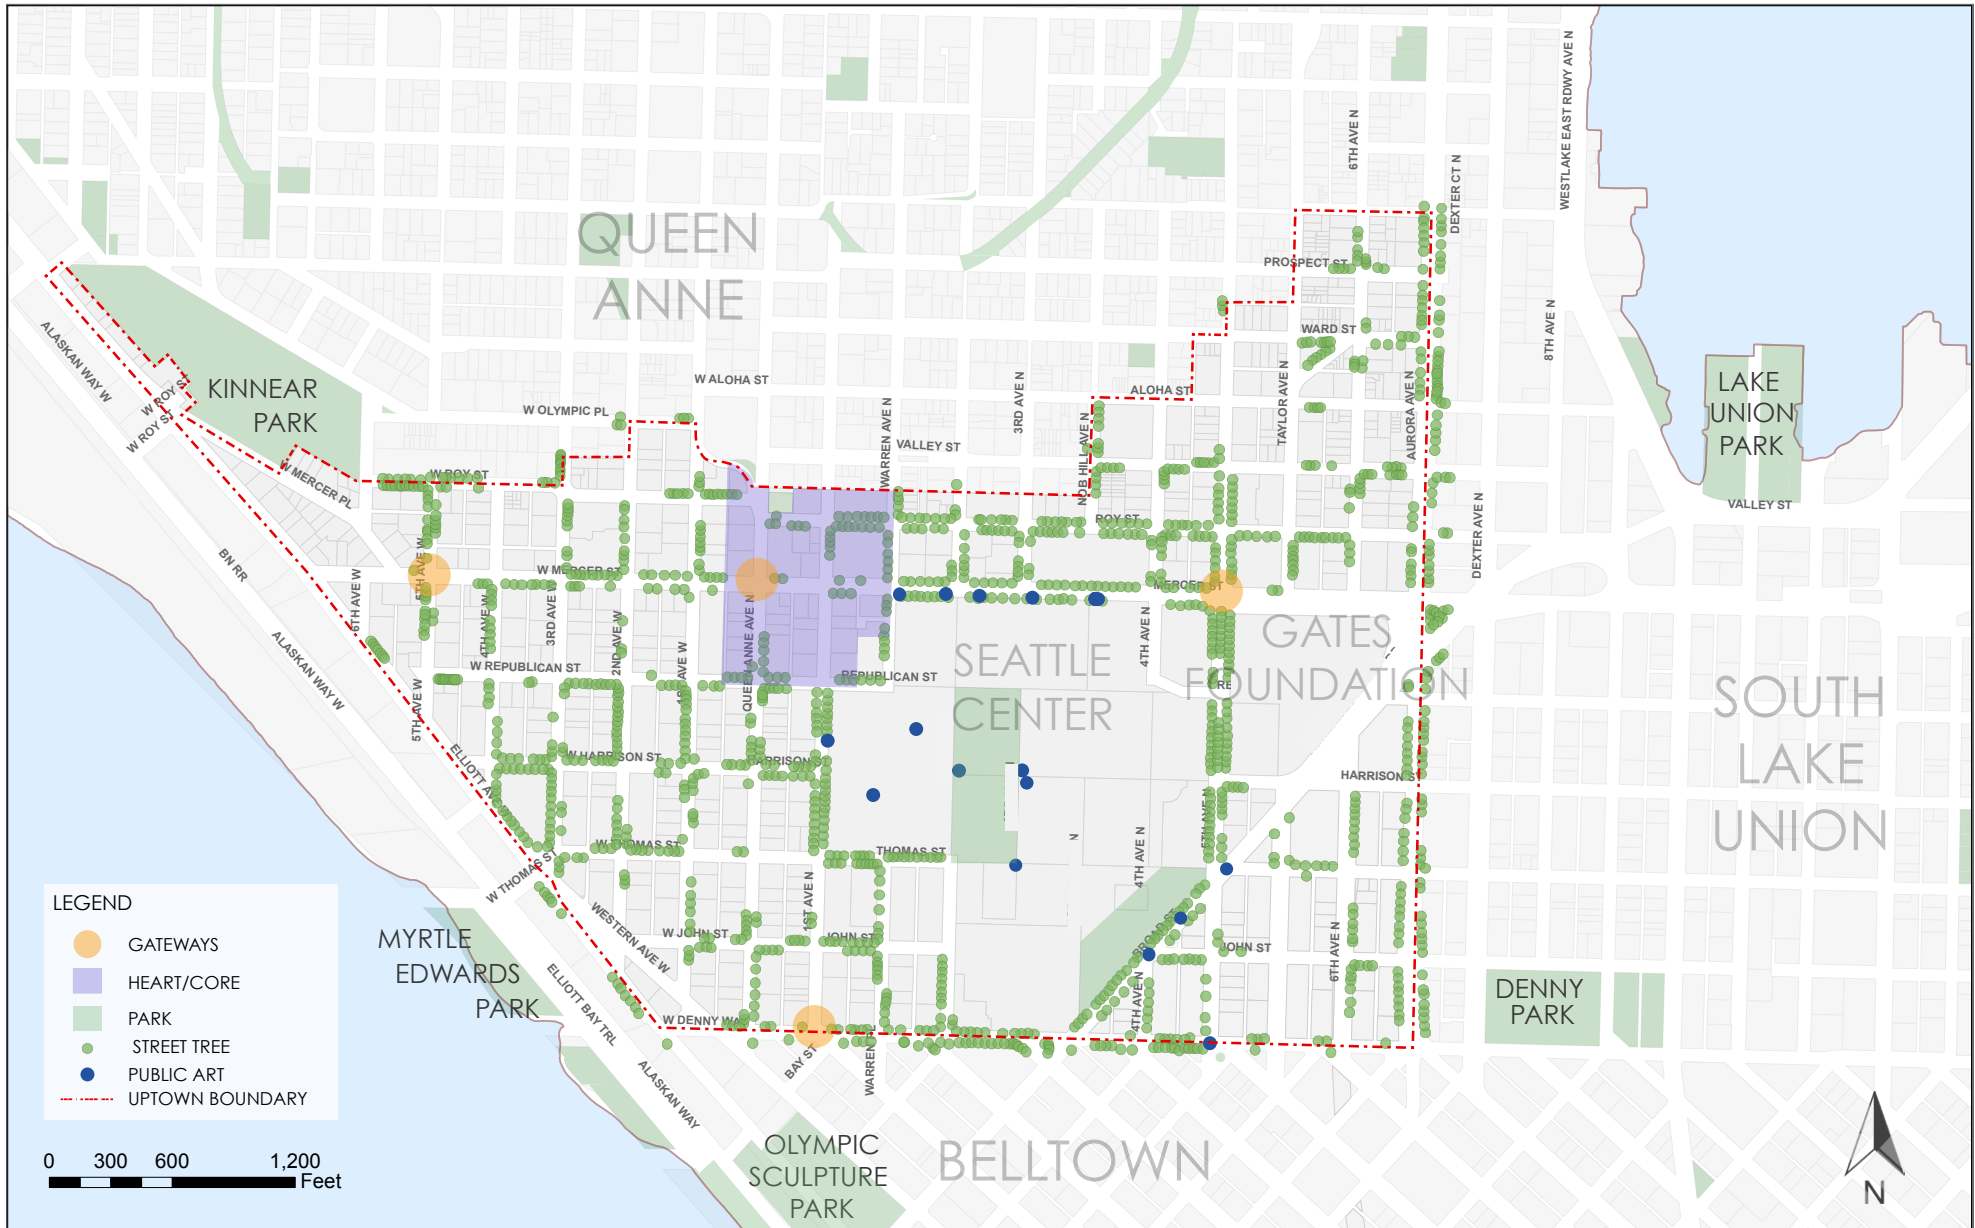 6TH AVE N
WESTLAKE EAST RDWY AVE N
DEXTER CT N
QUEEN
ANNE
PROSPECT ST
WARD ST
8TH AVE N
ALASKAN WAY W
W ROY ST
W ROY ST
KINNEAR
PARK
W ALOHA ST
W OLYMPIC PL
ALOHA ST
3RD AVE N
WARREN AVE N
VALLEY ST
NOB HILL AVE N
TAYLOR AVE N
AURORA AVE N
LAKE
UNION
PARK
VALLEY ST
W ROY ST
W MERCER PL
ROY ST
DEXTER AVE N
BN RR
6TH AVE W
5TH AVE W
W MERCER ST
MERCER ST
4TH AVE W
3RD AVE W
2ND AVE W
1ST AVE W
QUEEN ANNE AVE N
4TH AVE N
ALASKAN WAY W
W REPUBLICAN ST
REPUBLICAN ST
RE
SEATTLE
CENTER
GATES
FOUNDATION
SOUTH
LAKE
UNION
5TH AVE W
ELLIOTT AVE
W HARRISON ST
HARRISON ST
HARRISON ST
N
5TH AVE N
4TH AVE N
W THOMAS ST
W THOMAS ST
THOMAS ST
1ST AVE N
WESTERN AVE W
W JOHN ST
JOHN ST
JOHN ST
BROAD ST
4TH AVE N
6TH AVE N
MYRTLE
EDWARDS
PARK
ELLIOTT BAY TRL
W DENNY WA
BAY ST
WARREN
ALASKAN WAY
DENNY
PARK
OLYMPIC
SCULPTURE
PARK
BELLTOWN
LEGEND
GATEWAYS
HEART/CORE
PARK
STREET TREE
PUBLIC ART
UPTOWN BOUNDARY
0 300 600 1,200
Feet
N